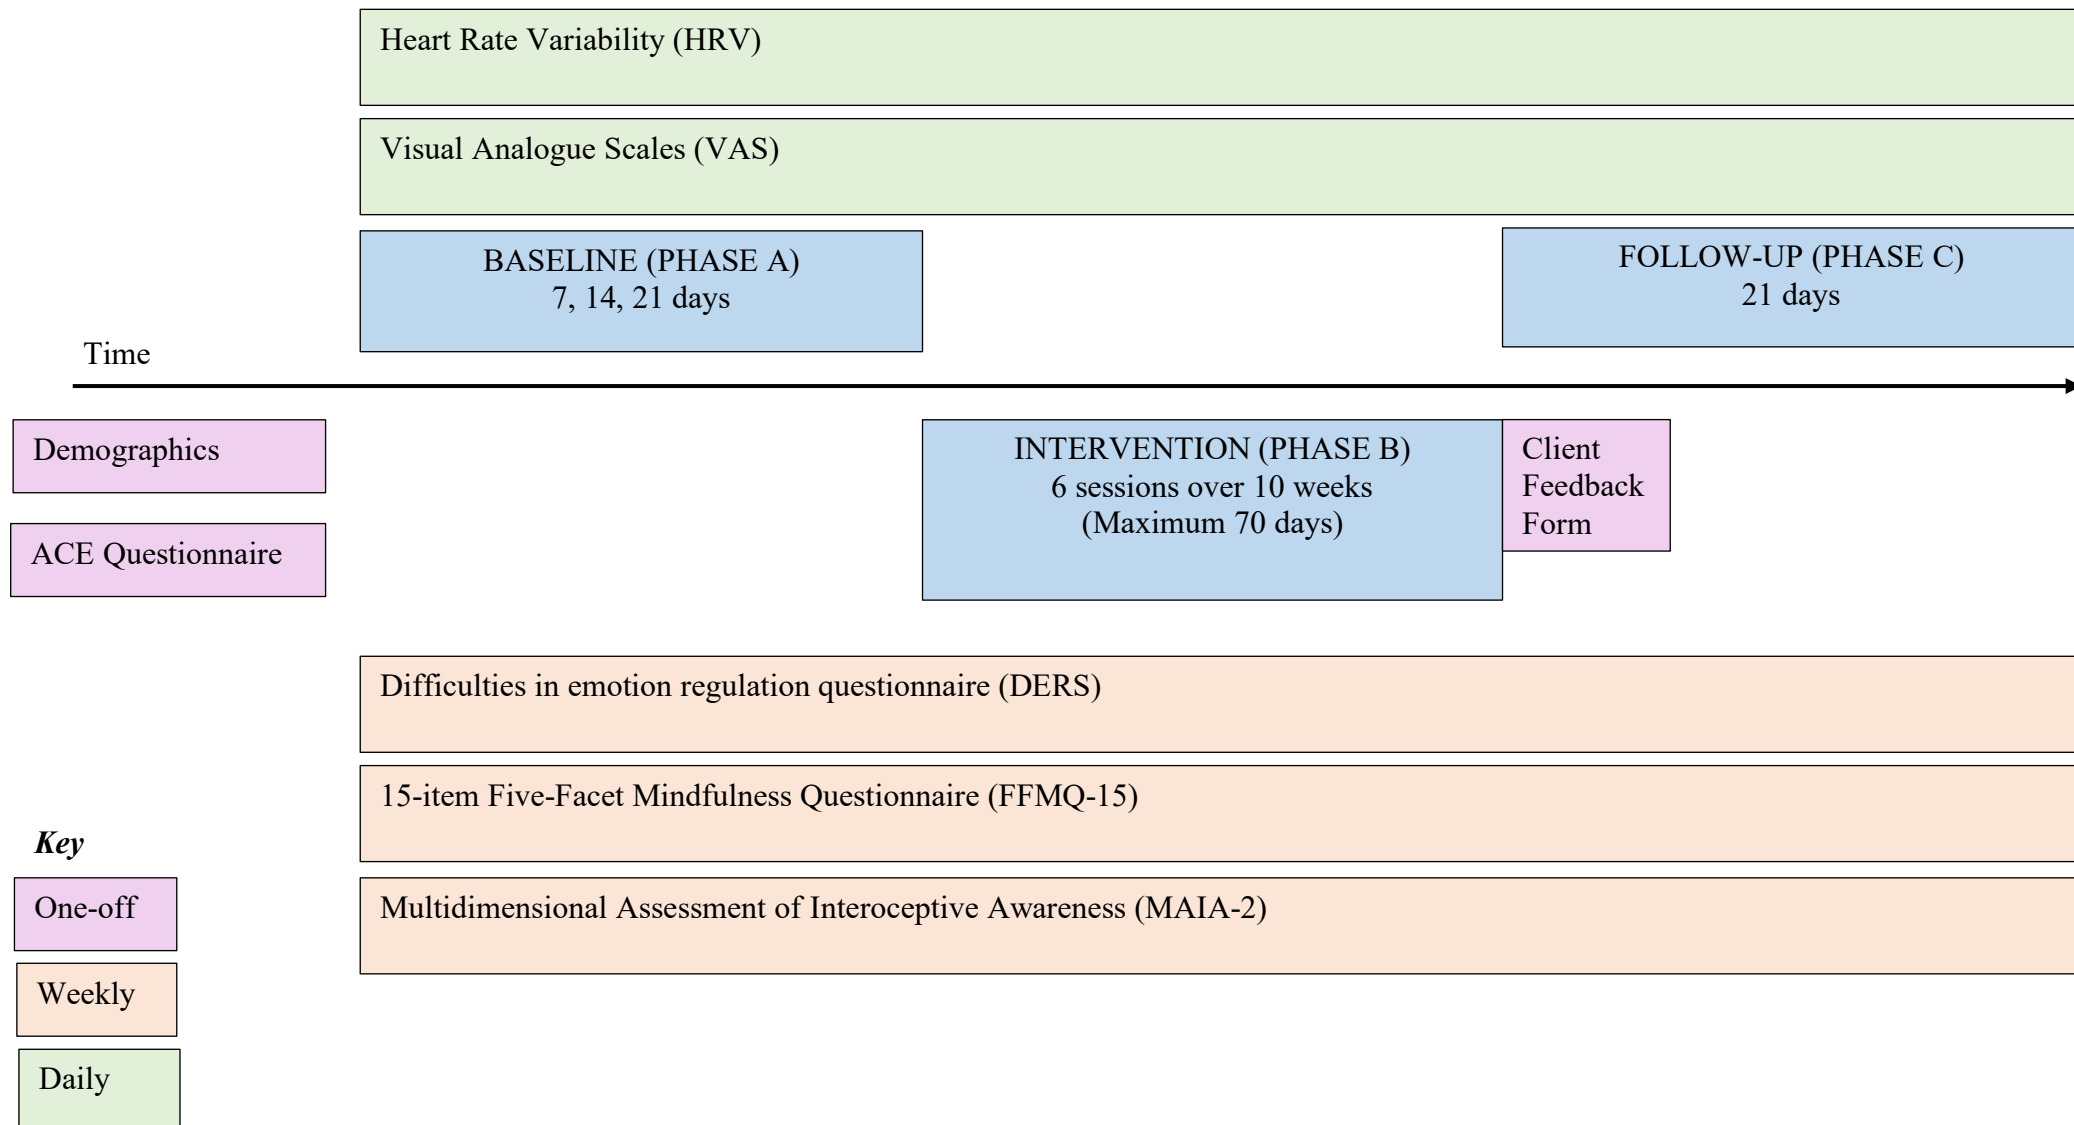 Heart Rate Variability (HRV)
Visual Analogue Scales (VAS)
BASELINE (PHASE A)
7, 14, 21 days
FOLLOW-UP (PHASE C)
21 days
Time
Demographics
ACE Questionnaire
INTERVENTION (PHASE B)
6 sessions over 10 weeks
(Maximum 70 days)
Client
Feedback
Form
Difficulties in emotion regulation questionnaire (DERS)
15-item Five-Facet Mindfulness Questionnaire (FFMQ-15)
Multidimensional Assessment of Interoceptive Awareness (MAIA-2)
Key
One-off
Weekly
Daily